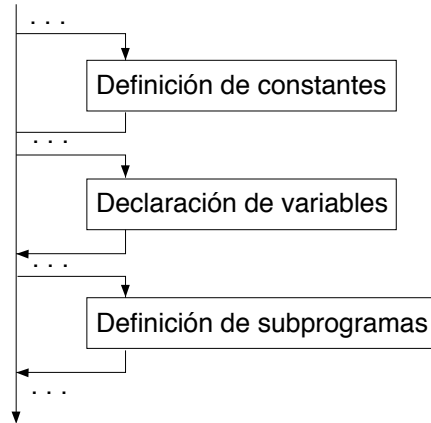 . . .
Definición de constantes
. . .
Declaración de variables
. . .
Definición de subprogramas
. . .